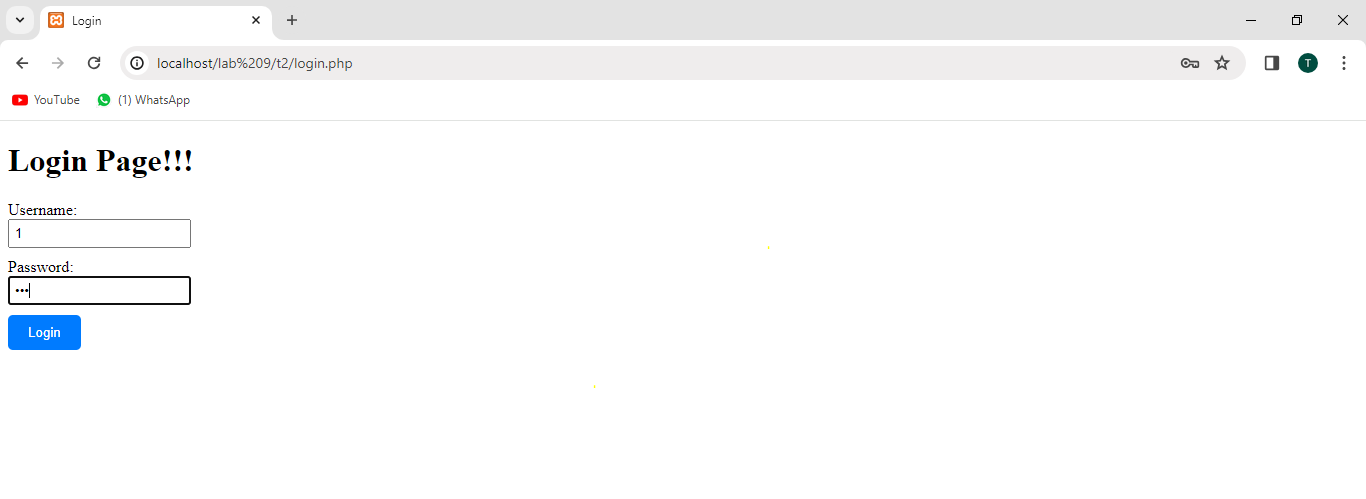 Login
localhost/lab%209/t2/login.php
T
YouTube
(1) WhatsApp
Login Page!!!
Username:
1
Password:
•••
Login